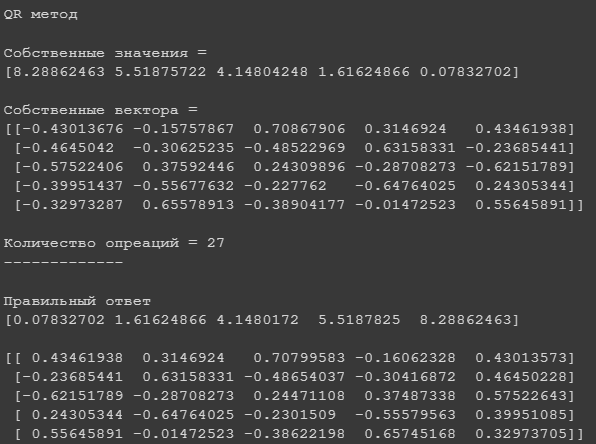 QR метод
Собственные значения =
[8.28862463 5.51875722 4.14804248 1.61624866 0.07832702]
Собственные вектора =
[[-0.43013676 -0.15757867  0.70867906  0.3146924   0.43461938]
 [-0.4645042  -0.30625235 -0.48522969  0.63158331 -0.23685441]
 [-0.57522406  0.37592446  0.24309896 -0.28708273 -0.62151789]
 [-0.39951437 -0.55677632 -0.227762   -0.64764025  0.24305344]
 [-0.32973287  0.65578913 -0.38904177 -0.01472523  0.55645891]]
Количество опреаций = 27
-------------
Правильный ответ
[0.07832702 1.61624866 4.1480172  5.5187825  8.28862463]
[[ 0.43461938  0.3146924   0.70799583 -0.16062328  0.43013573]
 [-0.23685441  0.63158331 -0.48654037 -0.30416872  0.46450228]
 [-0.62151789 -0.28708273  0.24471108  0.37487338  0.57522643]
 [ 0.24305344 -0.64764025 -0.2301509  -0.55579563  0.39951085]
 [ 0.55645891 -0.01472523 -0.38622198  0.65745168  0.32973705]]